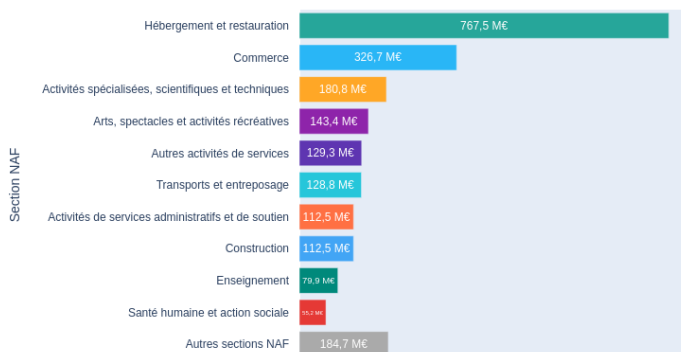 Section NAF
Hébergement et restauration 767,5 M€
Commerce 326,7 M€
Activités spécialisées, scientifiques et techniques 180,8 M€
Arts, spectacles et activités récréatives 143,4 M€
Autres activités de services 129,3 M€
Transports et entreposage 128,8 M€
Activités de services administratifs et de soutien 112,5 M€
Construction 112,5 M€
Enseignement 79,9 M€
Santé humaine et action sociale 55,2 M€
Autres sections NAF 184,7 M€